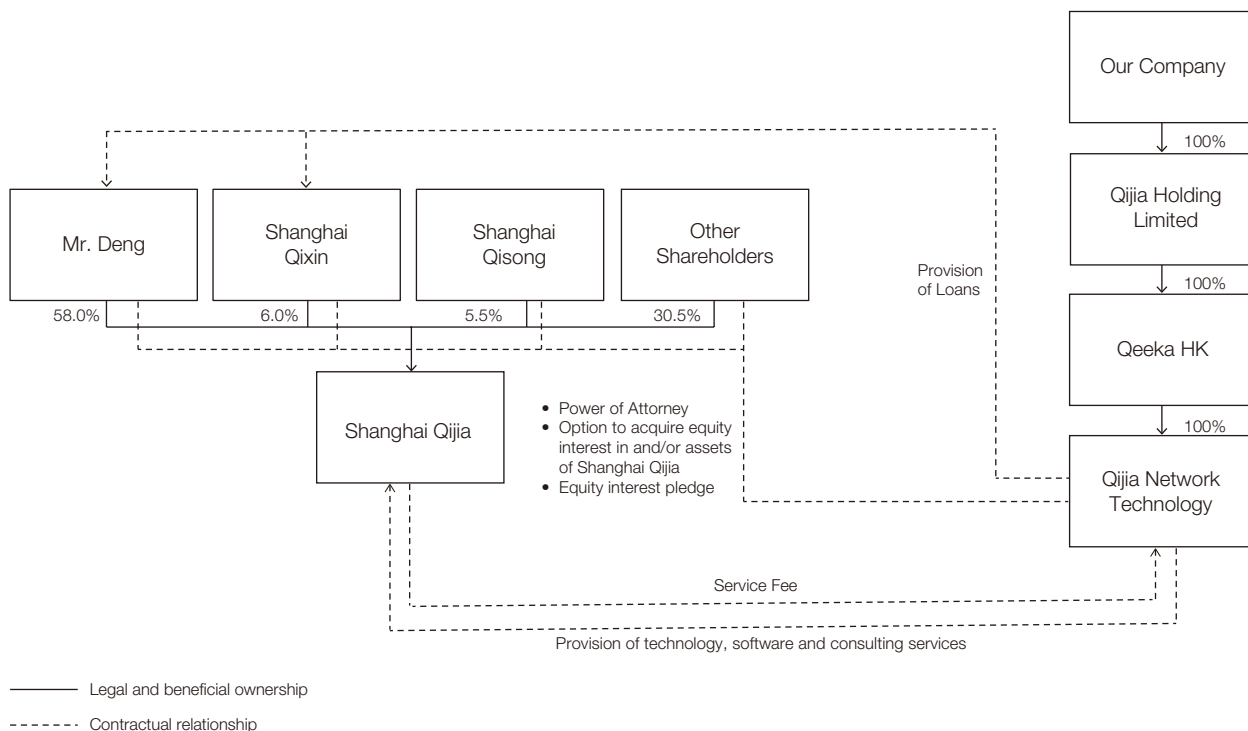 Our Company
100%
Qijia Holding
Limited
100%
Qeeka HK
100%
Qijia Network
Technology
Provision
of Loans
Mr. Deng
Shanghai
Qixin
Shanghai
Qisong
Other
Shareholders
58.0%
6.0%
5.5%
30.5%
Shanghai Qijia
• Power of Attorney
• Option to acquire equity
interest in and/or assets
of Shanghai Qijia
• Equity interest pledge
Service Fee
Provision of technology, software and consulting services
Legal and beneficial ownership
Contractual relationship